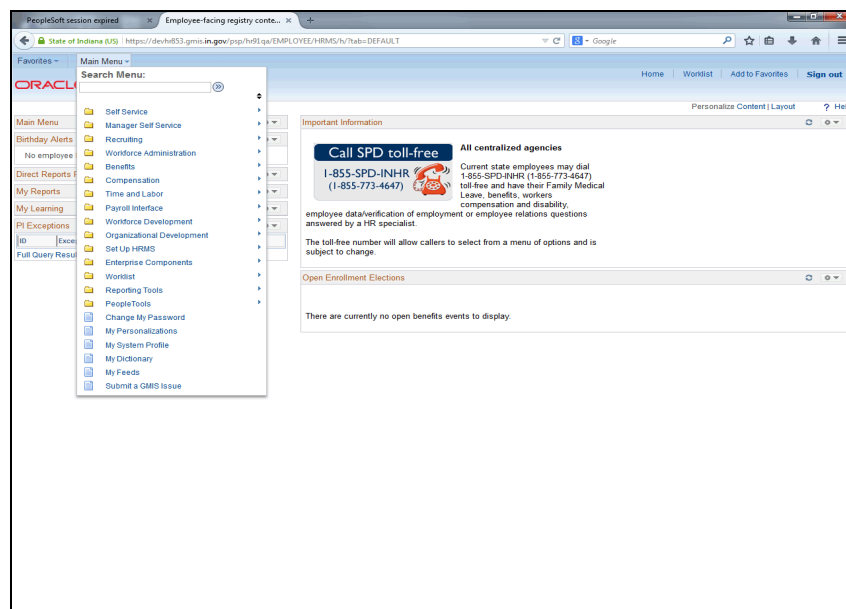 PeopleSoft session expired
Employee-facing registry conte...
State of Indiana (US)
https://devhr853.gmis.in.gov/psp/hr91qa/EMPLOYEE/HRMS/h/?tab=DEFAULT
Google
Favorites
Main Menu
Search Menu:
Home
Worklist
Add to Favorites
Sign out
Personalize Content | Layout
?
Main Menu
Birthday Alerts
No employee
Direct Reports
My Reports
My Learning
PI Exceptions
ID
Full Query
Self Service
Manager Self Service
Recruiting
Workforce Administration
Benefits
Compensation
Time and Labor
Payroll Interface
Workforce Development
Organizational Development
Set Up HRMS
Enterprise Components
Worklist
Reporting Tools
PeopleTools
Change My Password
My Personalizations
My System Profile
My Dictionary
My Feeds
Submit a GMIS Issue
Important Information
Call SPD toll-free
1-855-SPD-INHR
(1-855-773-4647)
All centralized agencies
Current state employees may dial
1-855-SPD-INHR (1-855-773-4647)
toll-free and have their Family Medical
Leave, benefits, workers
compensation and disability,
employee data/verification of employment or employee relations questions
answered by a HR specialist.
The toll-free number will allow callers to select from a menu of options and is
subject to change.
Open Enrollment Elections
There are currently no open benefits events to display.